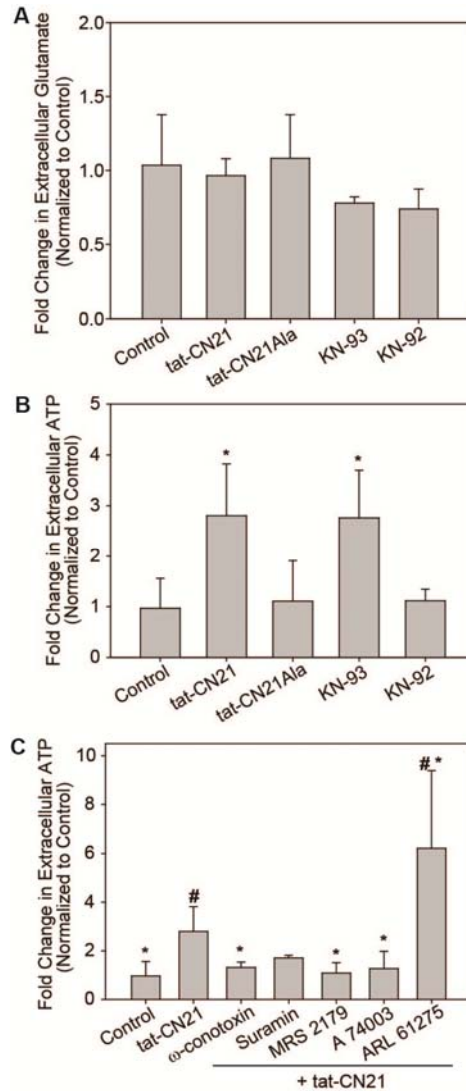 A
Fold Change in Extracellular Glutamate
(Normalized to Control)
2.0
1.5
1.0
0.5
0.0
Control
tat-CN21
tat-CN21Ala
KN-93
KN-92
B
Fold Change in Extracellular ATP
(Normalized to Control)
5
4
3
2
1
0
*
*
Control
tat-CN21
tat-CN21Ala
KN-93
KN-92
C
Fold Change in Extracellular ATP
(Normalized to Control)
10
8
6
4
2
0
*
#
*
*
*
# *
Control
tat-CN21
ω-conotoxin
Suramin
MRS 2179
A 74003
ARL 61275
+ tat-CN21